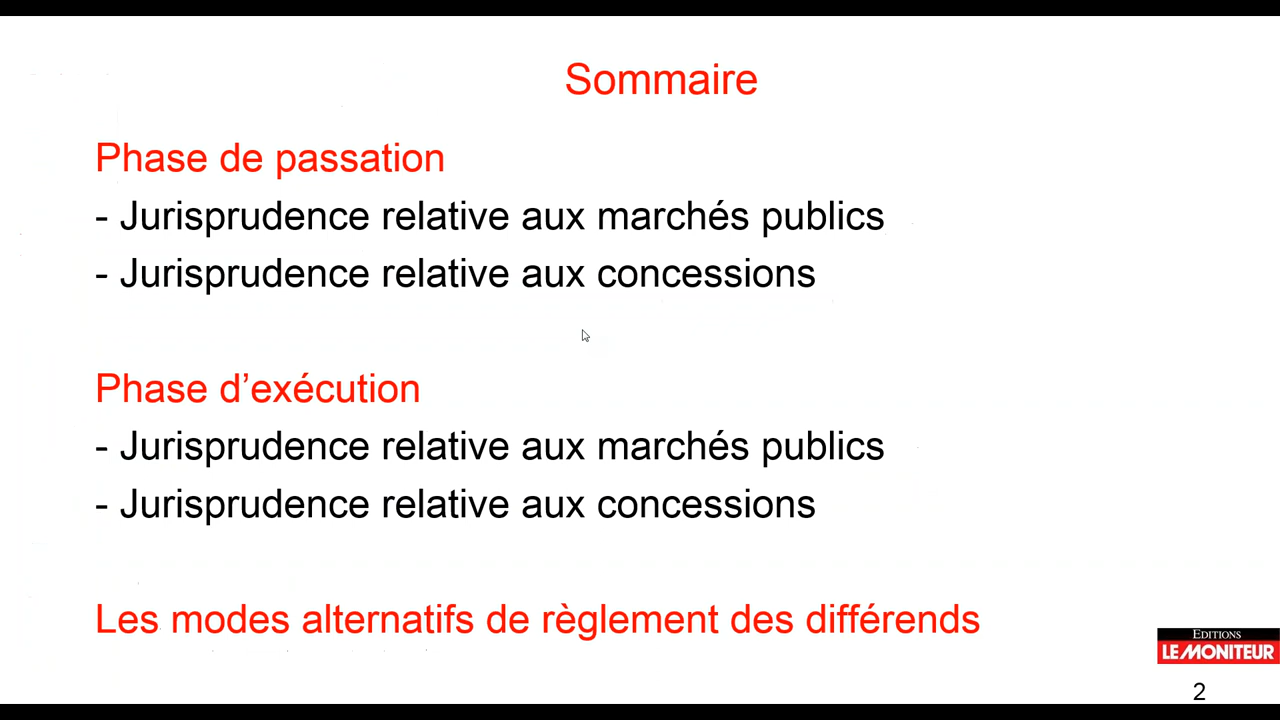 Sommaire
Phase de passation
- Jurisprudence relative aux marchés publics
- Jurisprudence relative aux concessions
Phase d’exécution
- Jurisprudence relative aux marchés publics
- Jurisprudence relative aux concessions
Les modes alternatifs de règlement des différends
EDITIONS
LE MONITEUR
2